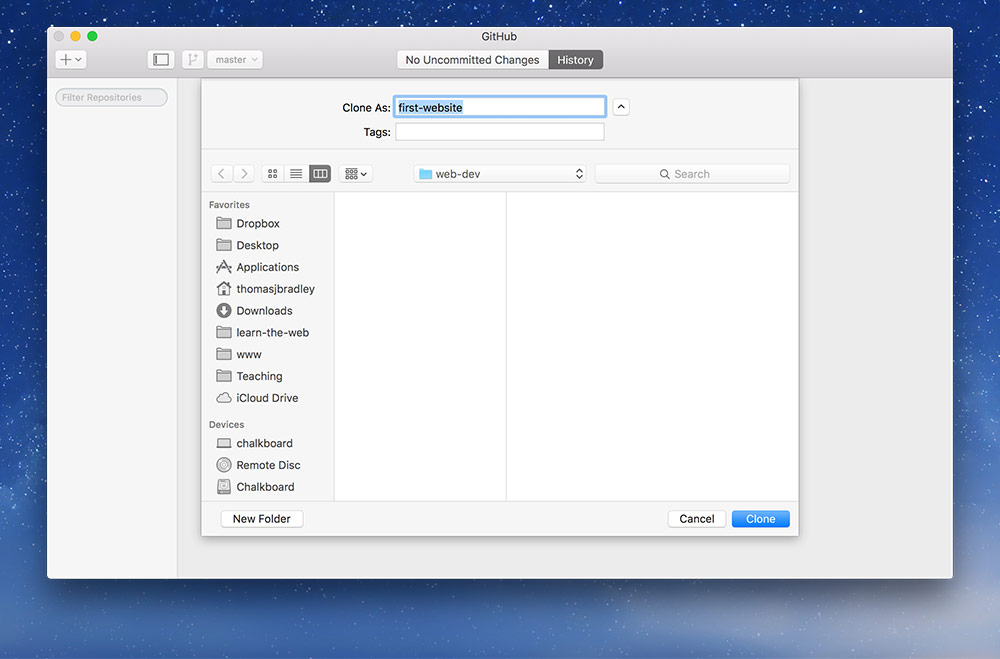 GitHub
master
No Uncommitted Changes
History
Filter Repositories
Clone As: first-website
Tags:
web-dev
Search
Favorites
Dropbox
Desktop
Applications
thomasjbradley
Downloads
learn-the-web
www
Teaching
iCloud Drive
Devices
chalkboard
Remote Disc
Chalkboard
New Folder
Cancel
Clone